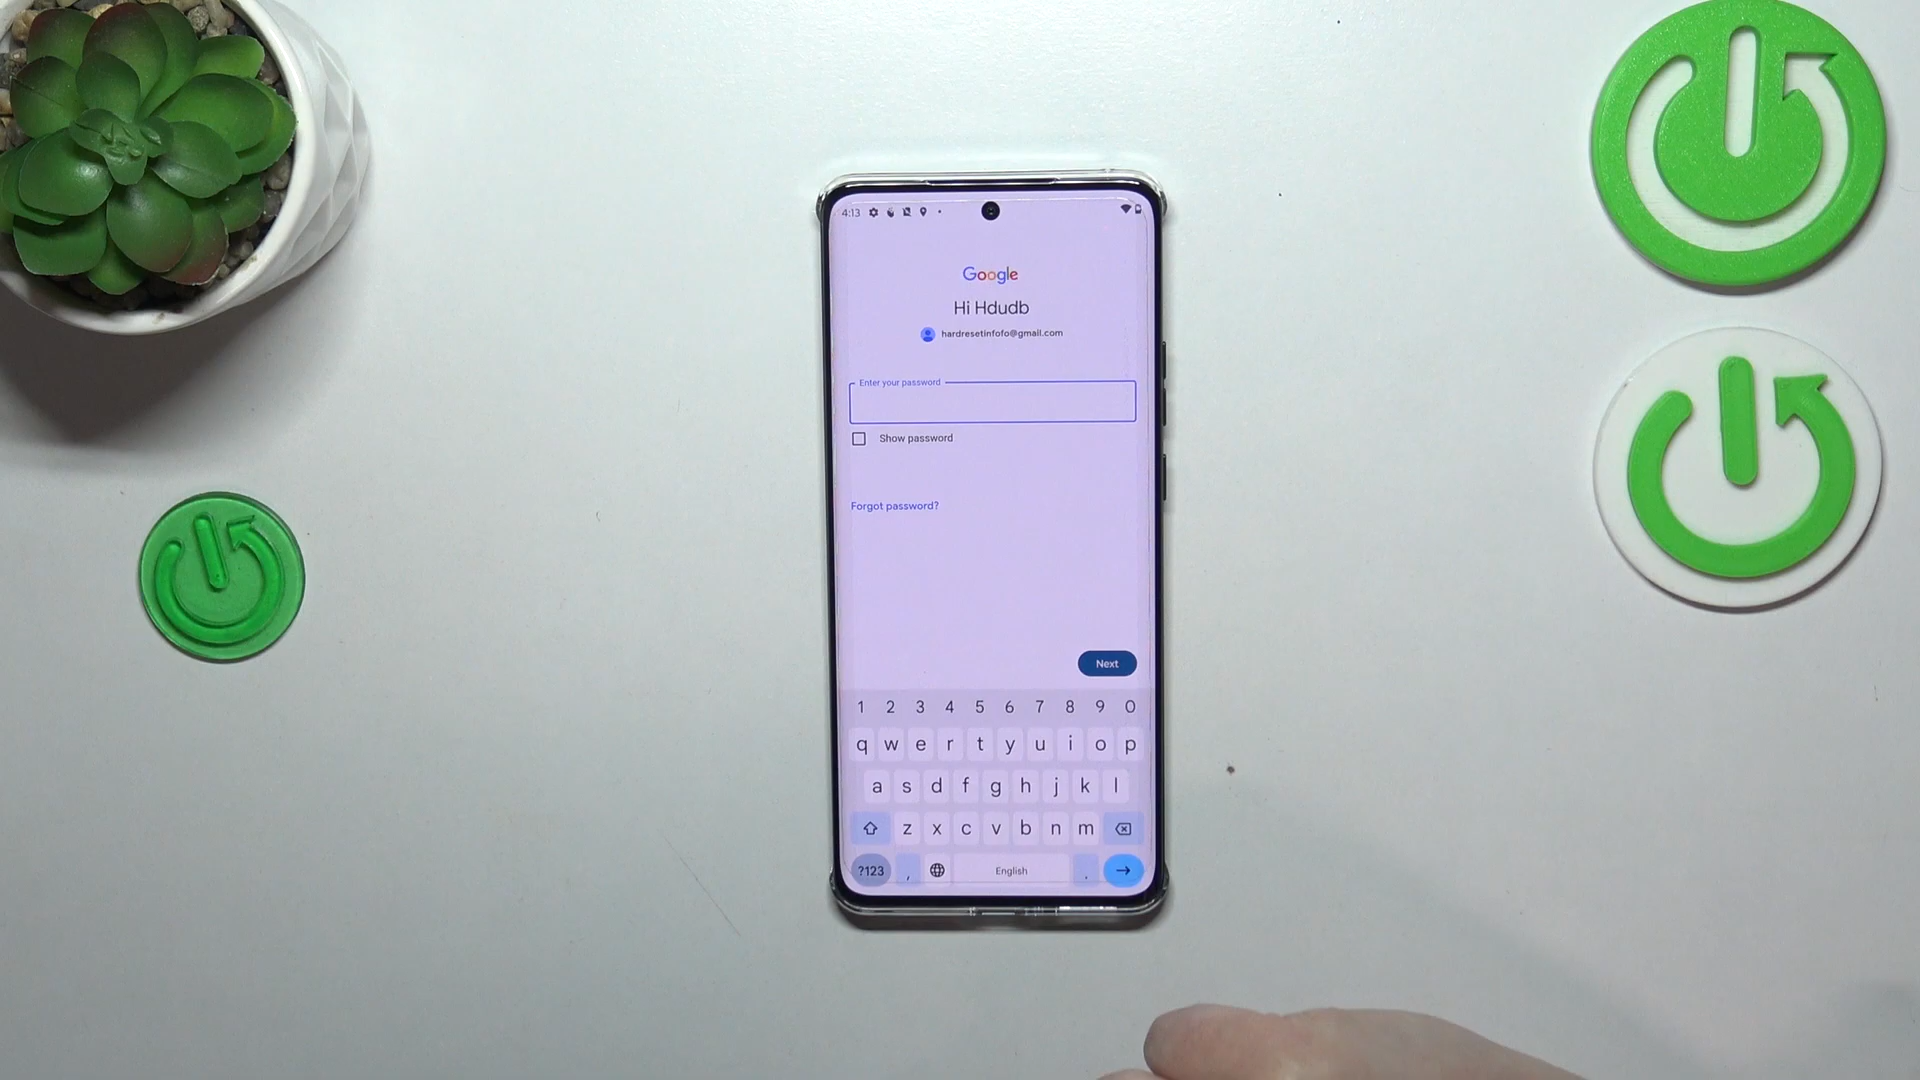 4:13
Google
Hi Hdudb
hardresetinfofo@gmail.com
Enter your password
Show password
Forgot password?
Next
1 2 3 4 5 6 7 8 9 0
q w e r t y u i o p
a s d f g h j k l
z x c v b n m
?123 , English .